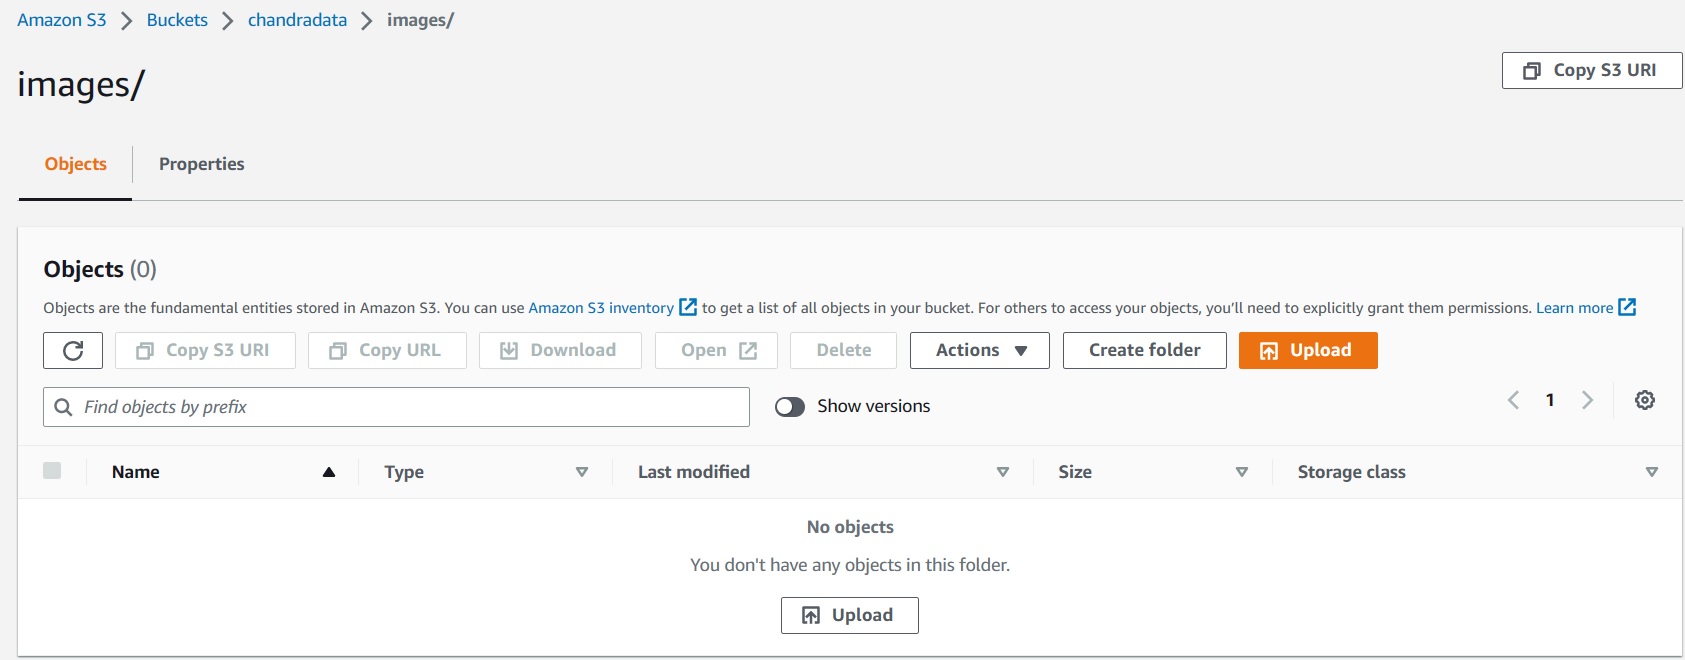 Amazon S3 > Buckets > chandradata > images/
images/
Copy S3 URI
Objects
Properties
Objects (0)
Objects are the fundamental entities stored in Amazon S3. You can use Amazon S3 inventory to get a list of all objects in your bucket. For others to access your objects, you’ll need to explicitly grant them permissions. Learn more
Copy S3 URI Copy URL Download Open Delete Actions Create folder Upload
Find objects by prefix Show versions 1
Name Type Last modified Size Storage class
No objects
You don't have any objects in this folder.
Upload